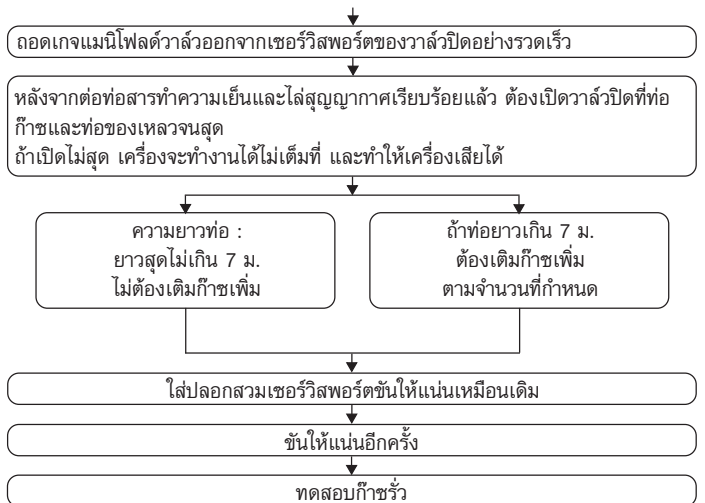 ถอดเกจแมนิโฟลด์วาล์วออกจากเซอร์วิสพอร์ตของวาล์วปิดอย่างรวดเร็ว
หลังจากต่อท่อสารทำความเย็นและไล่สุญญากาศเรียบร้อยแล้ว ต้องเปิดวาล์วปิดที่ท่อ
ก๊าซและท่อของเหลวจนสุด
ถ้าเปิดไม่สุด เครื่องจะทำงานได้ไม่เต็มที่ และทำให้เครื่องเสียได้
ความยาวท่อ :
ยาวสุดไม่เกิน 7 ม.
ไม่ต้องเติมก๊าซเพิ่ม
ถ้าท่อยาวเกิน 7 ม.
ต้องเติมก๊าซเพิ่ม
ตามจำนวนที่กำหนด
ใส่ปลอกสวมเซอร์วิสพอร์ตขันให้แน่นเหมือนเดิม
ขันให้แน่นอีกครั้ง
ทดสอบก๊าซรั่ว